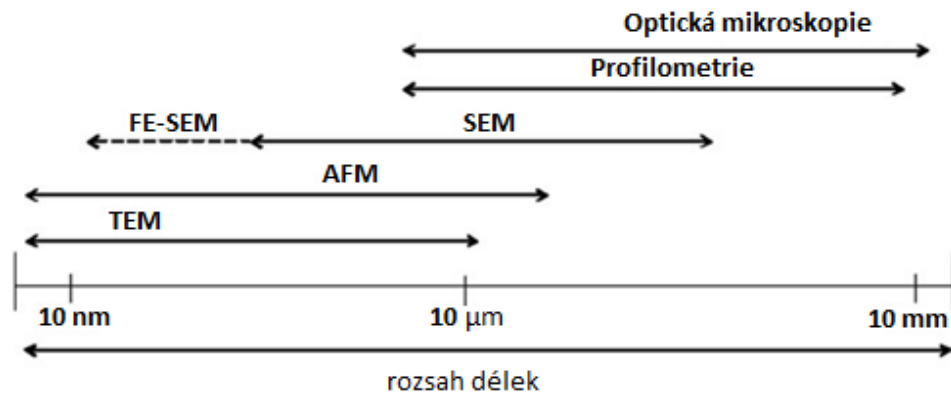 Optická mikroskopie
Profilometrie
FE-SEM SEM
AFM
TEM
10 nm 10 µm 10 mm
rozsah délek